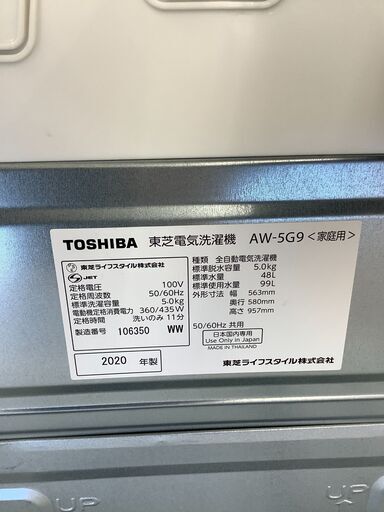 TOSHIBA 東芝電気洗濯機 AW-5G9 <家庭用>
東芝ライフスタイル株式会社
JET
定格電圧 100V
定格周波数 50/60Hz
標準洗濯容量 5.0kg
電動機定格消費電力 360/435W
定格時間 洗いのみ 11分
製造番号 106350 WW
2020 年製
種類 全自動電気洗濯機
標準脱水容量 5.0kg
標準水量 48L
標準使用水量 99L
外形寸法 幅 563mm
奥行 580mm
高さ 957mm
50/60Hz 共用
日本国内専用
Use Only in Japan
MADE IN THAILAND
東芝ライフスタイル株式会社
UP
UP